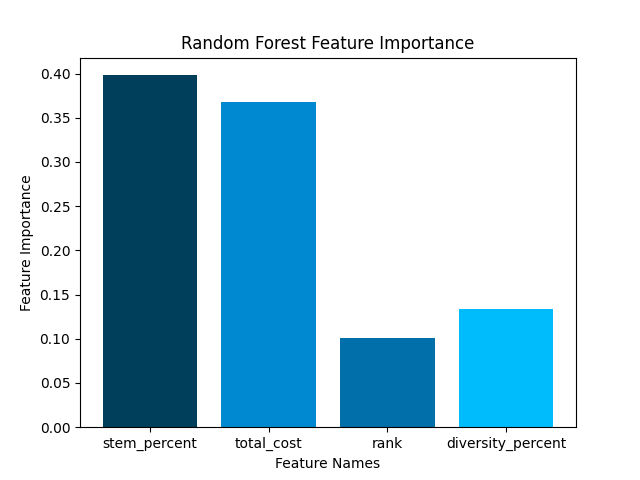 Random Forest Feature Importance
0.40
0.35
0.30
0.25
0.20
0.15
0.10
0.05
0.00
Feature Importance
stem_percent total_cost rank diversity_percent
Feature Names